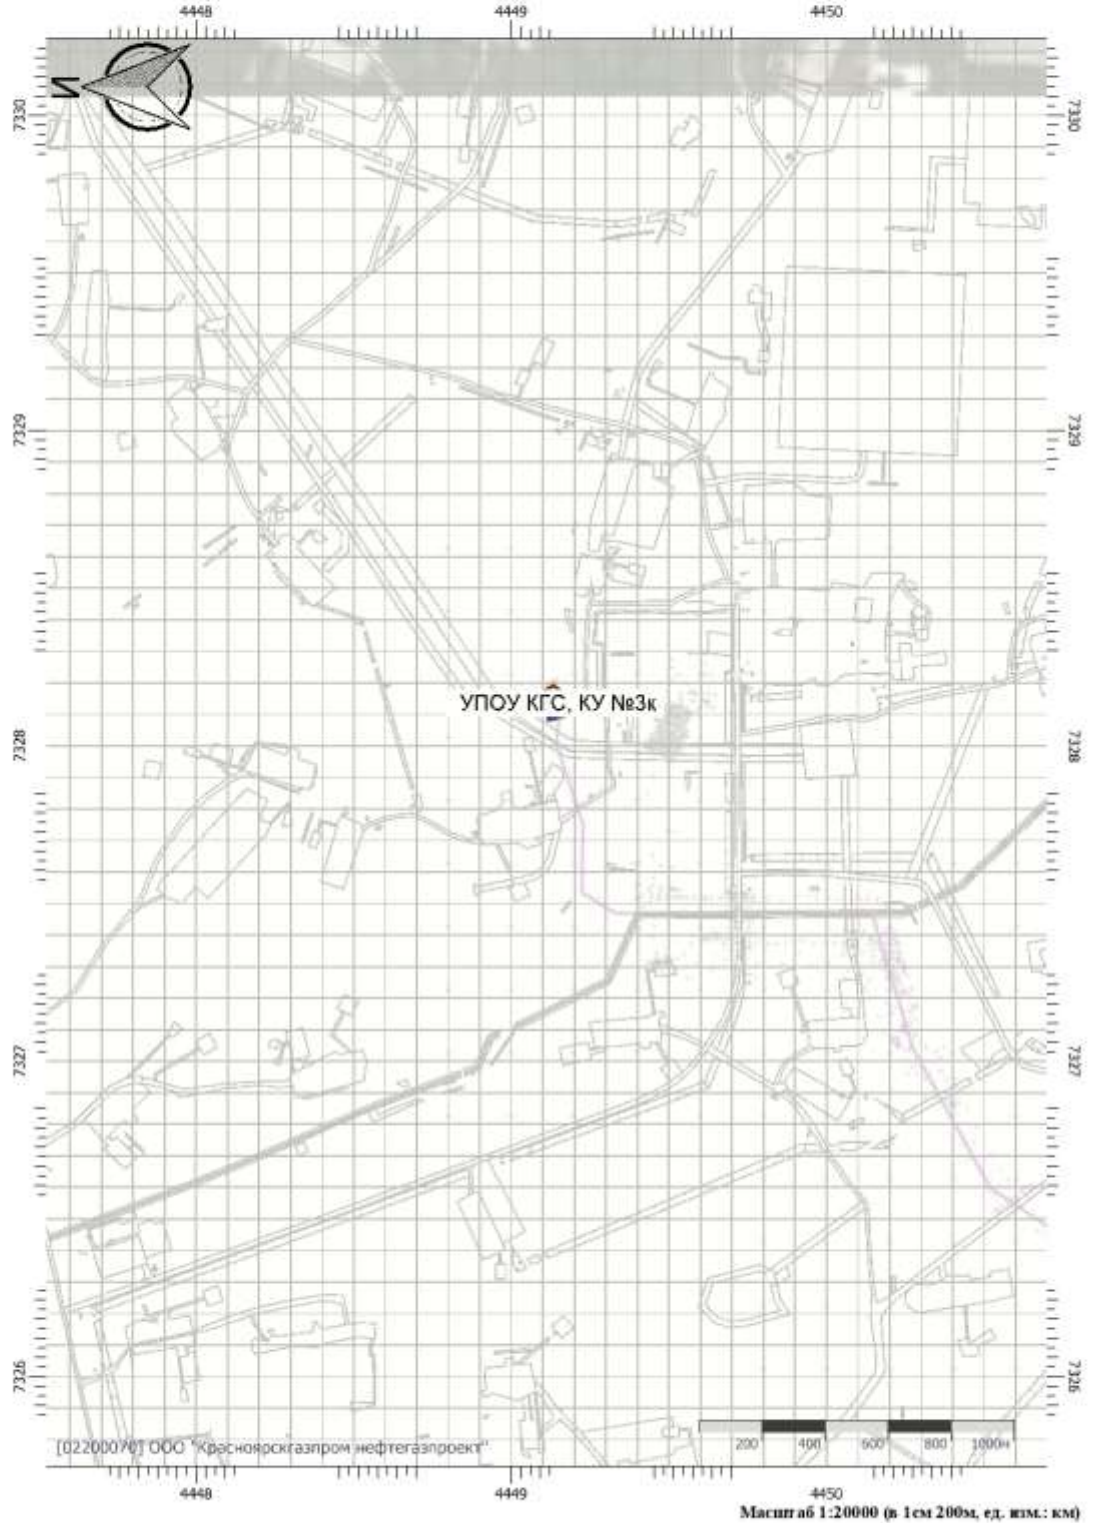 4448 4449 4450
И
7330 7330
7329 7329
УПОУ КГС, КУ №3к
7328 7328
7327 7327
7326 7326
[02200070] ООО "Красноярскгазпром нефтегазпроект"
200 400 600 800 1000м
4448 4449 4450
Масштаб 1:20000 (в 1см 200м, ед. изм.: км)